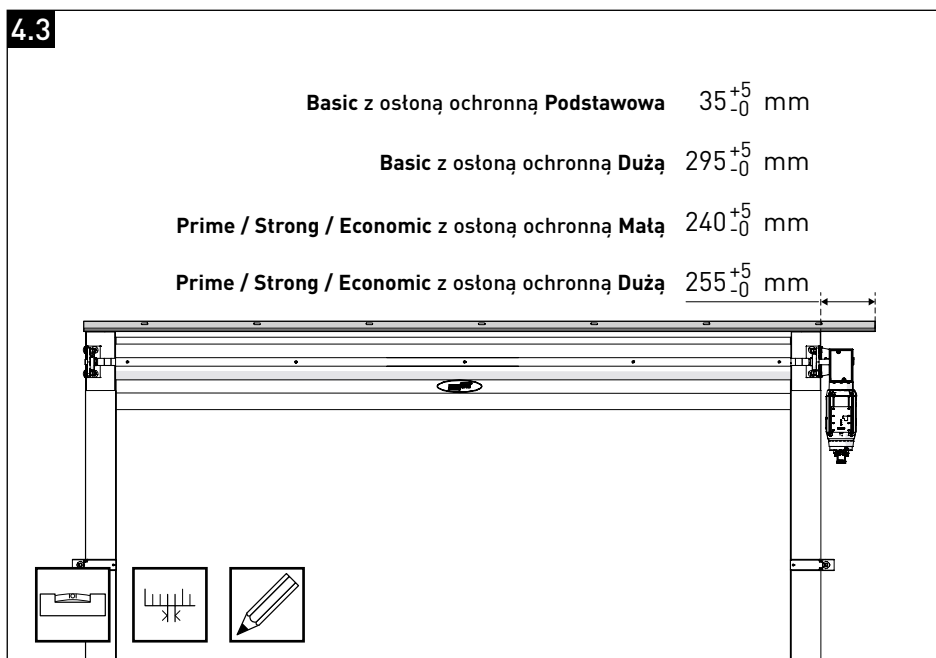 4.3
Basic z osłoną ochronną Podstawowa 35 +5 -0 mm
Basic z osłoną ochronną Dużą 295 +5 -0 mm
Prime / Strong / Economic z osłoną ochronną Małą 240 +5 -0 mm
Prime / Strong / Economic z osłoną ochronną Dużą 255 +5 -0 mm